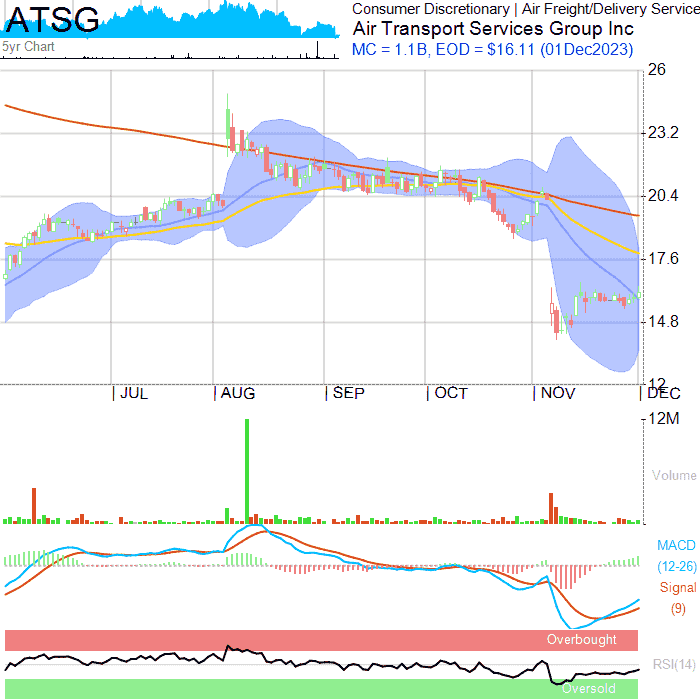 ATSG
5yr Chart
Consumer Discretionary | Air Freight/Delivery Service
Air Transport Services Group Inc
MC = 1.1B, EOD = $16.11 (01Dec2023)
26
23.2
20.4
17.6
14.8
12
JUL AUG SEP OCT NOV DEC
12M
Volume
MACD
(12-26)
Signal
(9)
Overbought
RSI(14)
Oversold